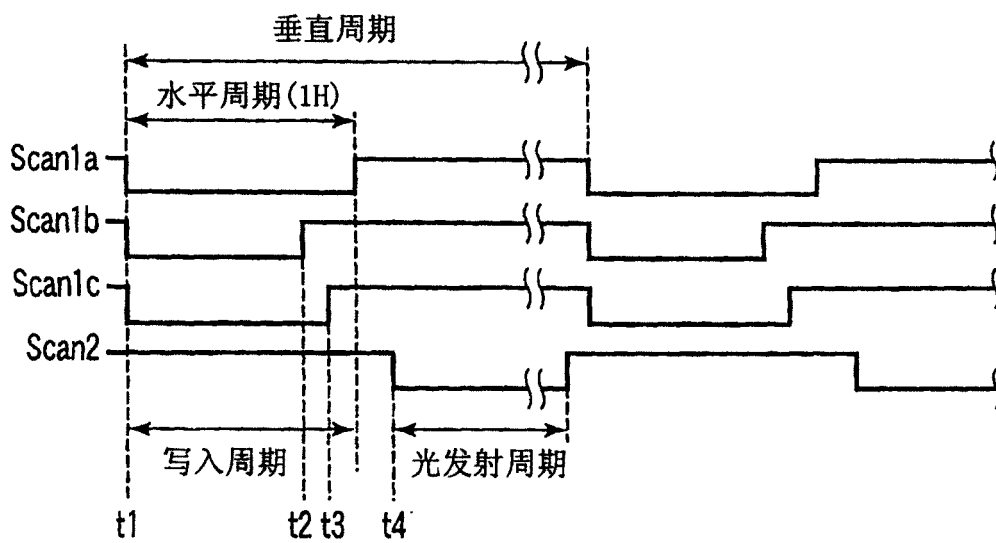 垂直周期
水平周期(1H)
Scan1a
Scan1b
Scan1c
Scan2
写入周期
光发射周期
t1
t2
t3
t4